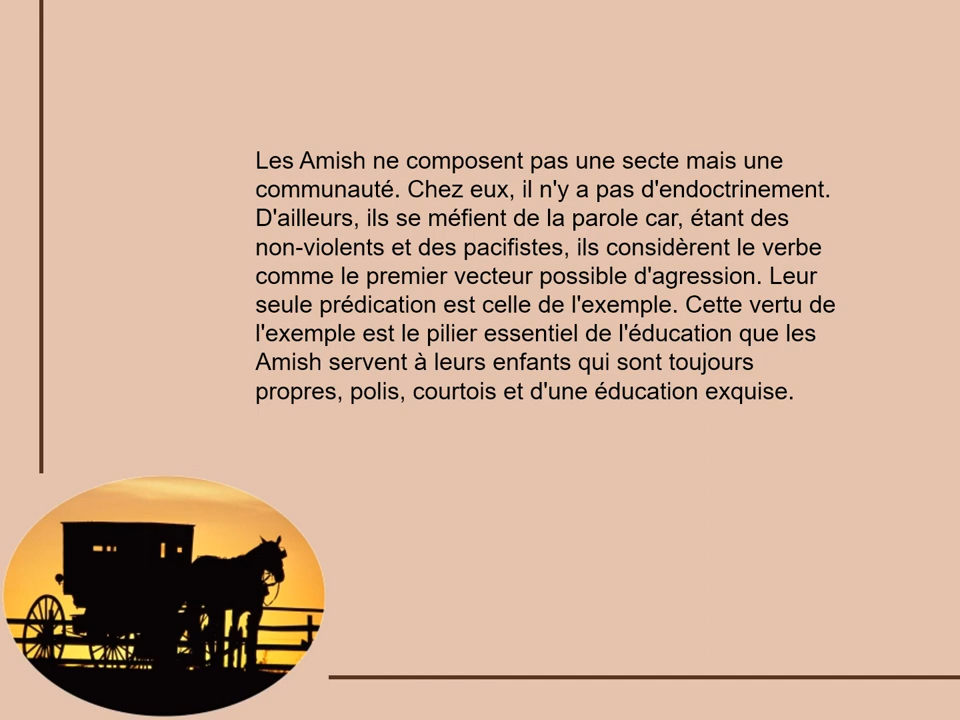 Les Amish ne composent pas une secte mais une
communauté. Chez eux, il n'y a pas d'endoctrinement.
D'ailleurs, ils se méfient de la parole car, étant des
non-violents et des pacifistes, ils considèrent le verbe
comme le premier vecteur possible d'agression. Leur
seule prédication est celle de l'exemple. Cette vertu de
l'exemple est le pilier essentiel de l'éducation que les
Amish servent à leurs enfants qui sont toujours
propres, polis, courtois et d'une éducation exquise.